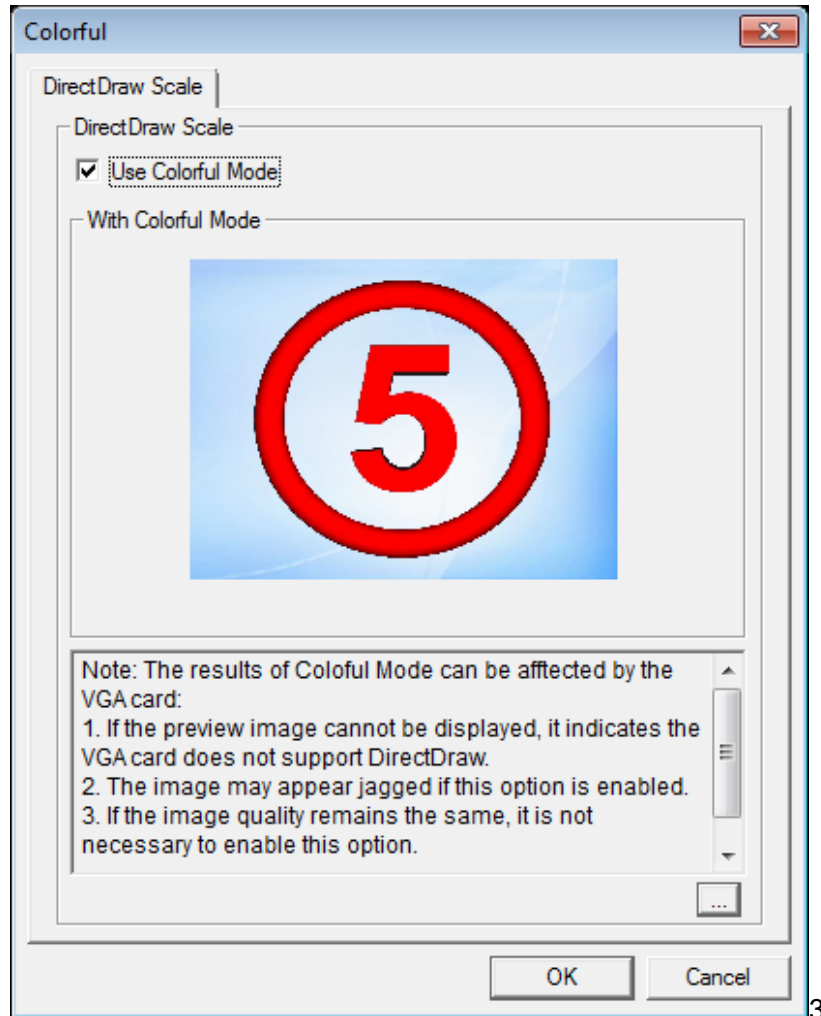 Colorful
DirectDraw Scale
DirectDraw Scale
Use Colorful Mode
With Colorful Mode
5
Note: The results of Coloful Mode can be afftected by the
VGA card:
1. If the preview image cannot be displayed, it indicates the
VGA card does not support DirectDraw.
2. The image may appear jagged if this option is enabled.
3. If the image quality remains the same, it is not
necessary to enable this option.
...
OK
Cancel
3